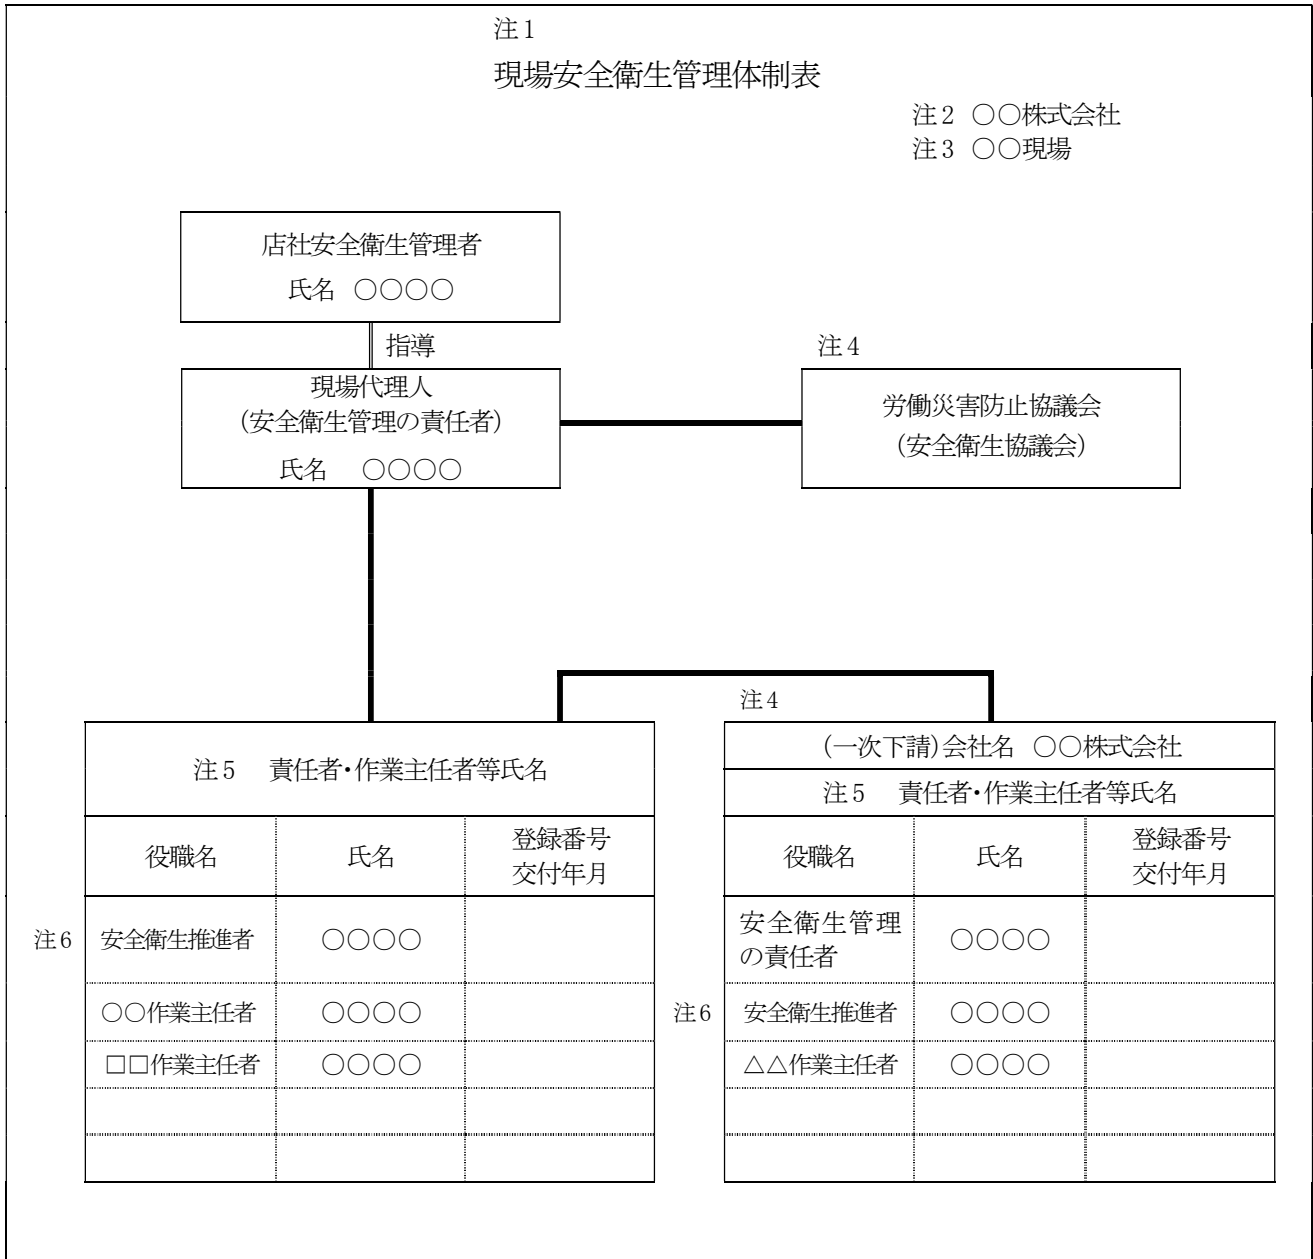 注1
現場安全衛生管理体制表
注2 ○○株式会社
注3 ○○現場
店社安全衛生管理者
氏名 ○○○○
指導
注4
現場代理人
(安全衛生管理の責任者)
氏名 ○○○○
労働災害防止協議会
(安全衛生協議会)
注4
注5 責任者・作業主任者等氏名
役職名 氏名 登録番号
交付年月
注6 安全衛生推進者 ○○○○
○○作業主任者 ○○○○
□□作業主任者 ○○○○
(一次下請)会社名 ○○株式会社
注5 責任者・作業主任者等氏名
役職名 氏名 登録番号
交付年月
安全衛生管理
の責任者 ○○○○
注6 安全衛生推進者 ○○○○
△△作業主任者 ○○○○